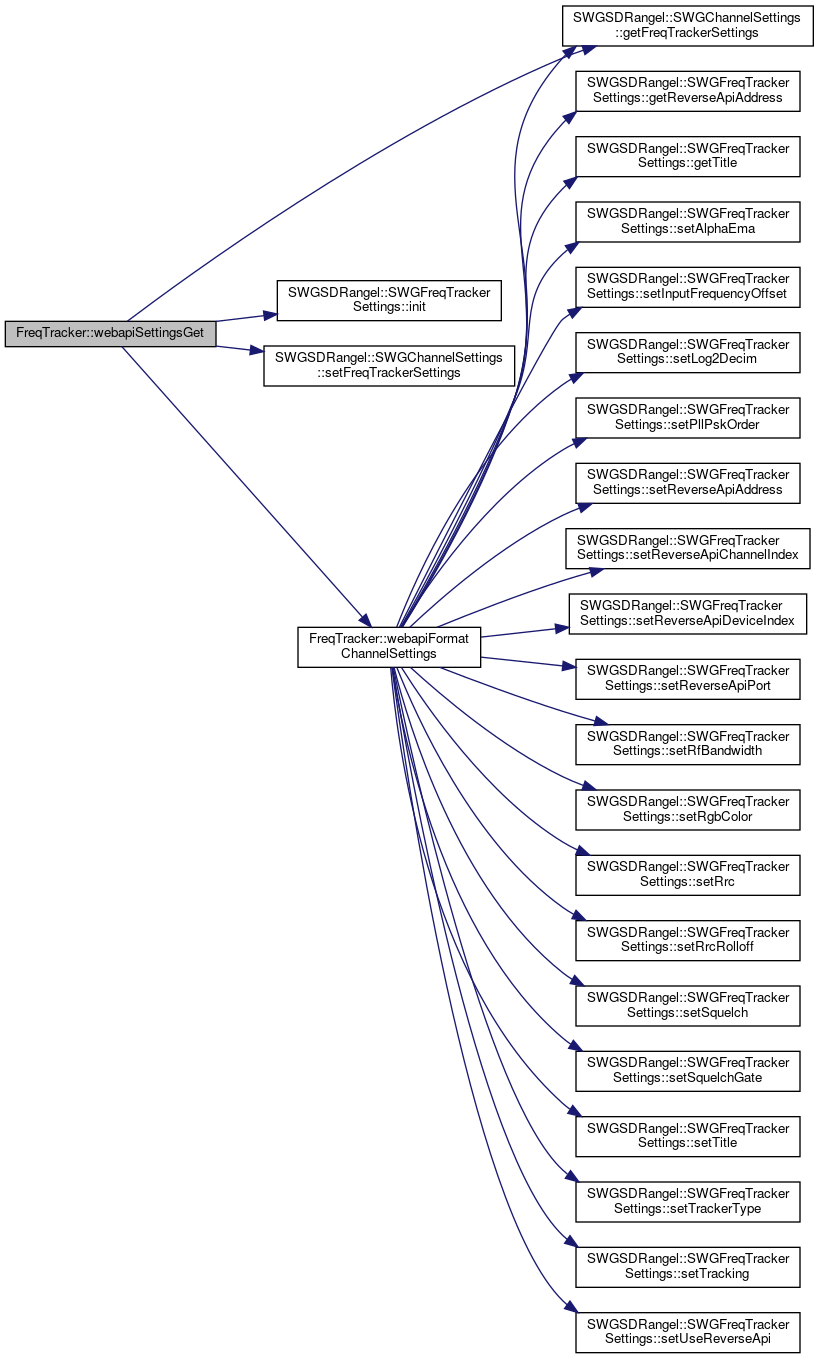 FreqTracker::webapiSettingsGet
SWGSDRangel::SWGFreqTracker
Settings::init
SWGSDRangel::SWGChannelSettings
::setFreqTrackerSettings
FreqTracker::webapiFormat
ChannelSettings
SWGSDRangel::SWGChannelSettings
::getFreqTrackerSettings
SWGSDRangel::SWGFreqTracker
Settings::getReverseApiAddress
SWGSDRangel::SWGFreqTracker
Settings::getTitle
SWGSDRangel::SWGFreqTracker
Settings::setAlphaEma
SWGSDRangel::SWGFreqTracker
Settings::setInputFrequencyOffset
SWGSDRangel::SWGFreqTracker
Settings::setLog2Decim
SWGSDRangel::SWGFreqTracker
Settings::setPllPskOrder
SWGSDRangel::SWGFreqTracker
Settings::setReverseApiAddress
SWGSDRangel::SWGFreqTracker
Settings::setReverseApiChannelIndex
SWGSDRangel::SWGFreqTracker
Settings::setReverseApiDeviceIndex
SWGSDRangel::SWGFreqTracker
Settings::setReverseApiPort
SWGSDRangel::SWGFreqTracker
Settings::setRfBandwidth
SWGSDRangel::SWGFreqTracker
Settings::setRgbColor
SWGSDRangel::SWGFreqTracker
Settings::setRrc
SWGSDRangel::SWGFreqTracker
Settings::setRrcRolloff
SWGSDRangel::SWGFreqTracker
Settings::setSquelch
SWGSDRangel::SWGFreqTracker
Settings::setSquelchGate
SWGSDRangel::SWGFreqTracker
Settings::setTitle
SWGSDRangel::SWGFreqTracker
Settings::setTrackerType
SWGSDRangel::SWGFreqTracker
Settings::setTracking
SWGSDRangel::SWGFreqTracker
Settings::setUseReverseApi